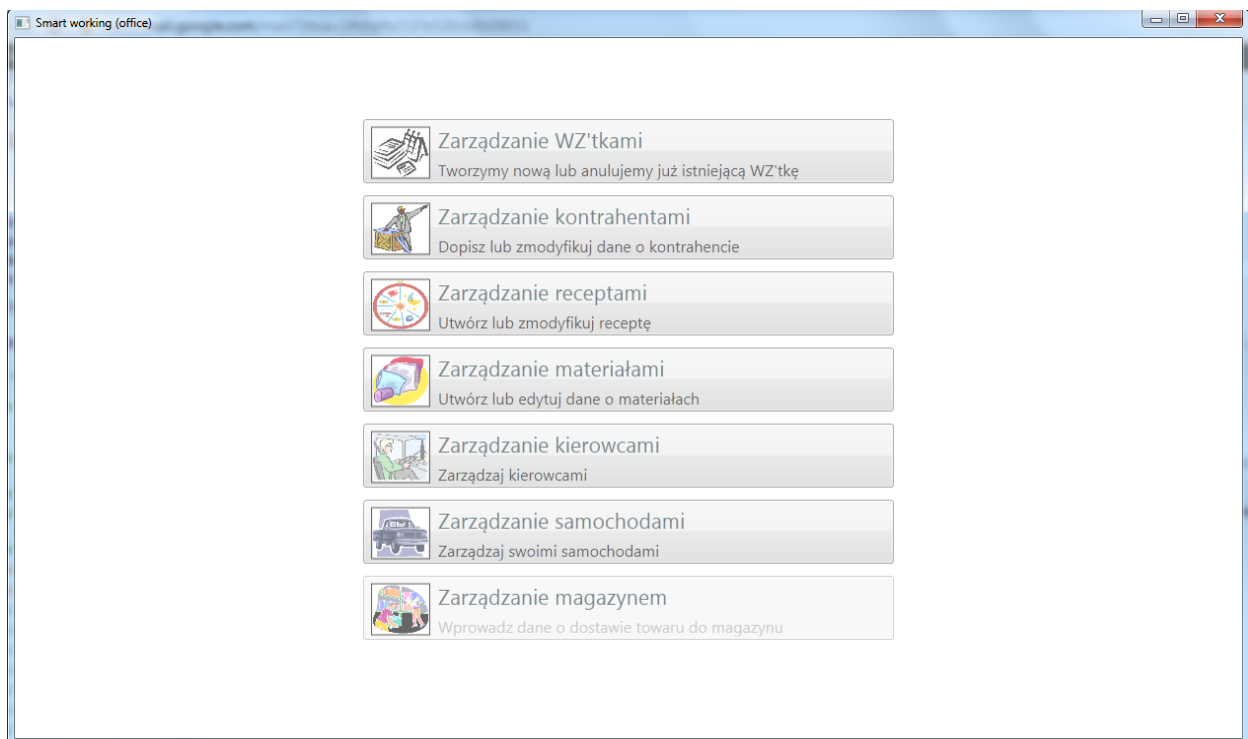 Smart working (office)
Zarządzanie WZ'tkami
Tworzymy nową lub anulujemy już istniejącą WZ'tkę
Zarządzanie kontrahentami
Dopisz lub zmodyfikuj dane o kontrahencie
Zarządzanie receptami
Utwórz lub zmodyfikuj receptę
Zarządzanie materiałami
Utwórz lub edytuj dane o materiałach
Zarządzanie kierowcami
Zarządzaj kierowcami
Zarządzanie samochodami
Zarządzaj swoimi samochodami
Zarządzanie magazynem
Wprowadz dane o dostawie towaru do magazynu